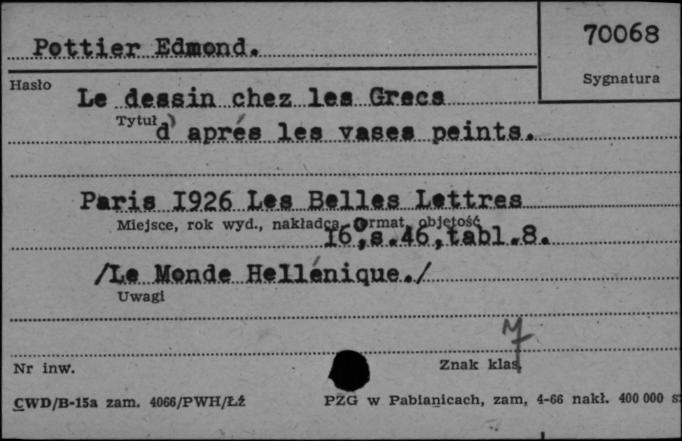 70068
Pottier Edmond.
Sygnatura
Hasło
Le dessin chez les Grecs
Tytuł
d' aprés les vases peints.
Paris I926 Les Belles Lettres
Miejsce, rok wyd., nakładca, format, objętość
I6,s.46,tabl.8.
/Le Monde Hellénique./
Uwagi
Nr inw.
Znak klas.
CWD/B-15a zam. 4066/PWH/Łż
PZG w Pabianicach, zam, 4-66 nakł. 400 000